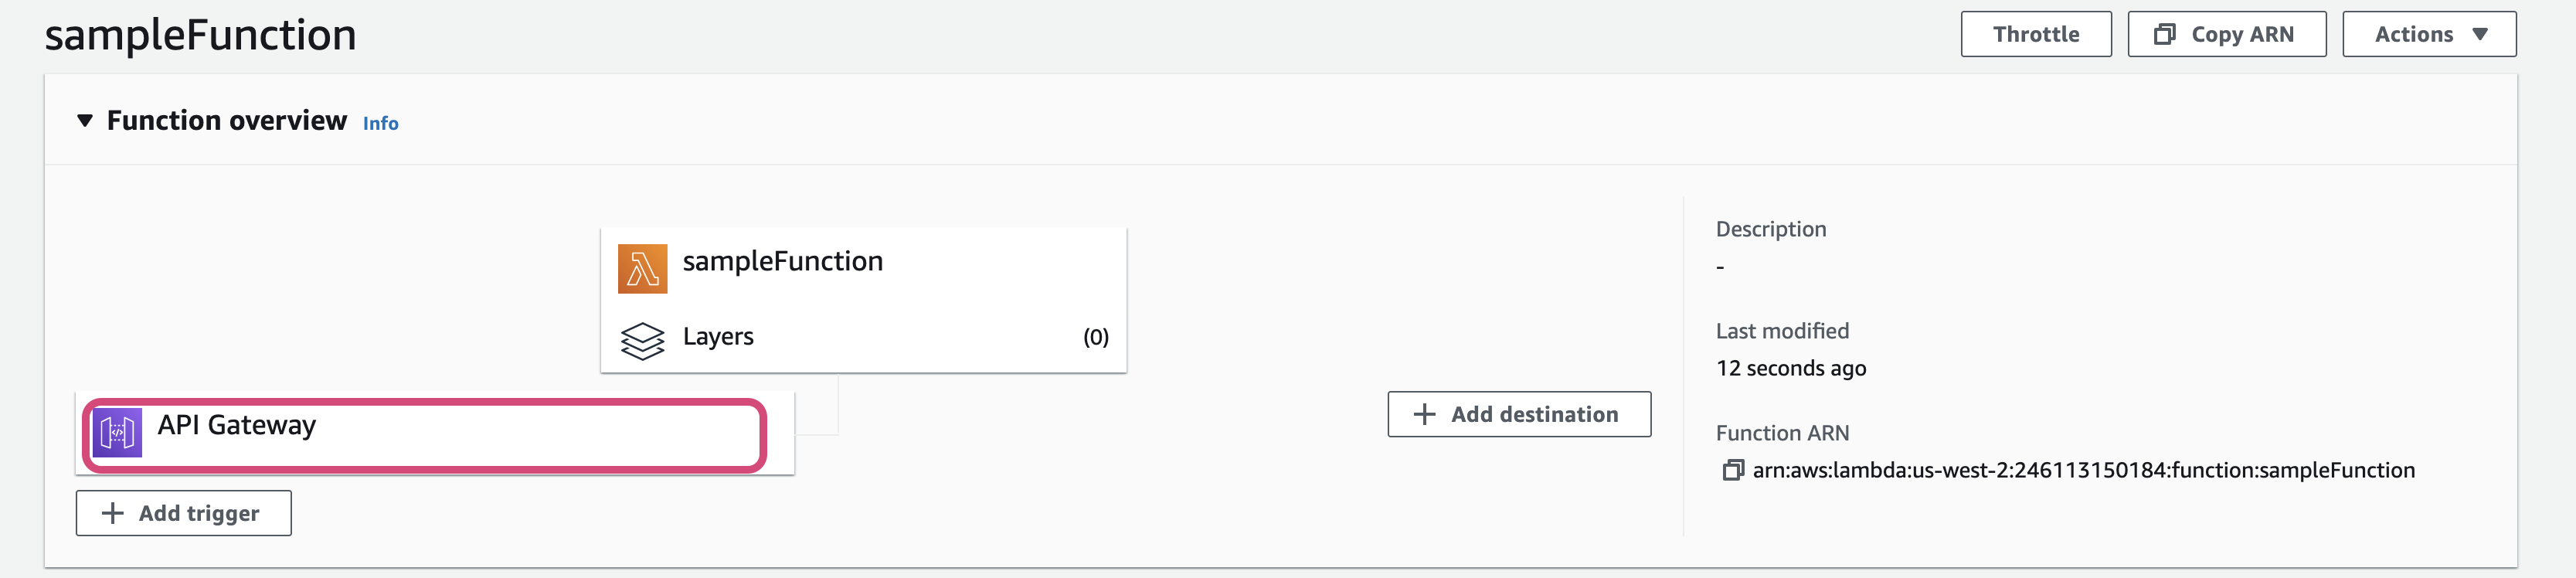 sampleFunction
Throttle
Copy ARN
Actions
Function overview Info
sampleFunction
Layers (0)
API Gateway
Add trigger
Add destination
Description
-
Last modified
12 seconds ago
Function ARN
arn:aws:lambda:us-west-2:246113150184:function:sampleFunction